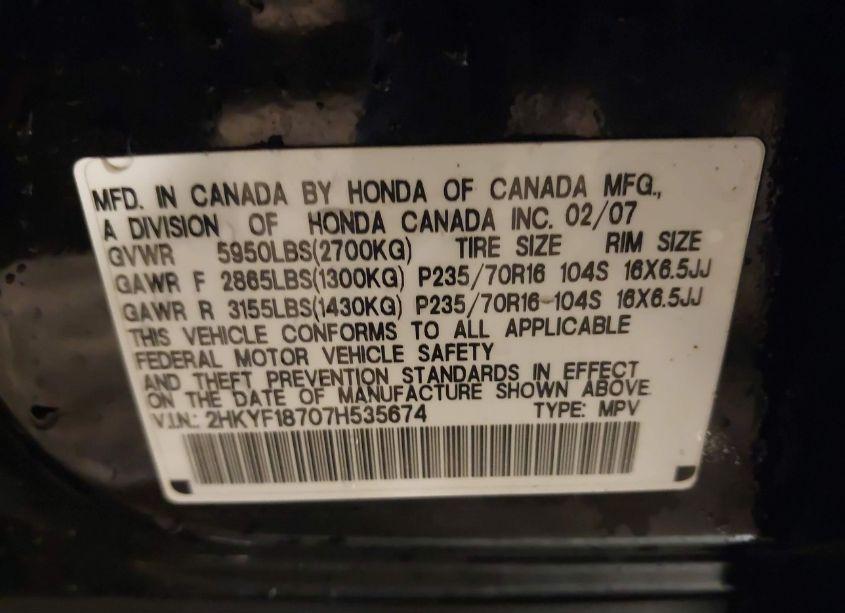 MFD. IN CANADA BY HONDA OF CANADA MFG.,
A DIVISION OF HONDA CANADA INC. 02/07
GVWR 5950LBS(2700KG) TIRE SIZE RIM SIZE
GAWR F 2865LBS(1300KG) P235/70R16 104S 16X6.5JJ
GAWR R 3155LBS(1430KG) P235/70R16 104S 16X6.5JJ
THIS VEHICLE CONFORMS TO ALL APPLICABLE
FEDERAL MOTOR VEHICLE SAFETY
AND THEFT PREVENTION STANDARDS IN EFFECT
ON THE DATE OF MANUFACTURE SHOWN ABOVE
V.I.N.: 2HKYF18707H535674 TYPE: MPV